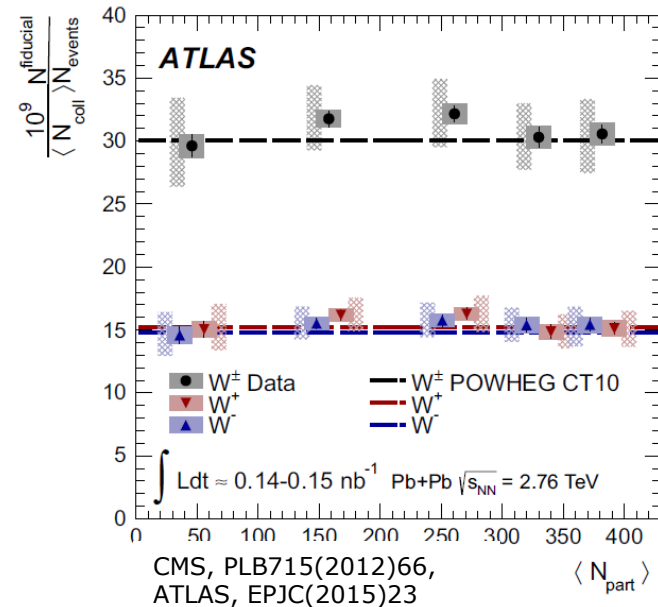 10⁹ N^fiducial
⟨ N_coll ⟩ N_events
40
ATLAS
35
30
25
20
15
W± Data
W± POWHEG CT10
10
W⁺
W⁺
W⁻
W⁻
5
∫ Ldt ≈ 0.14-0.15 nb⁻¹ Pb+Pb √s_NN = 2.76 TeV
0
0 50 100 150 200 250 300 350 400
⟨ N_part ⟩
CMS, PLB715(2012)66,
ATLAS, EPJC(2015)23